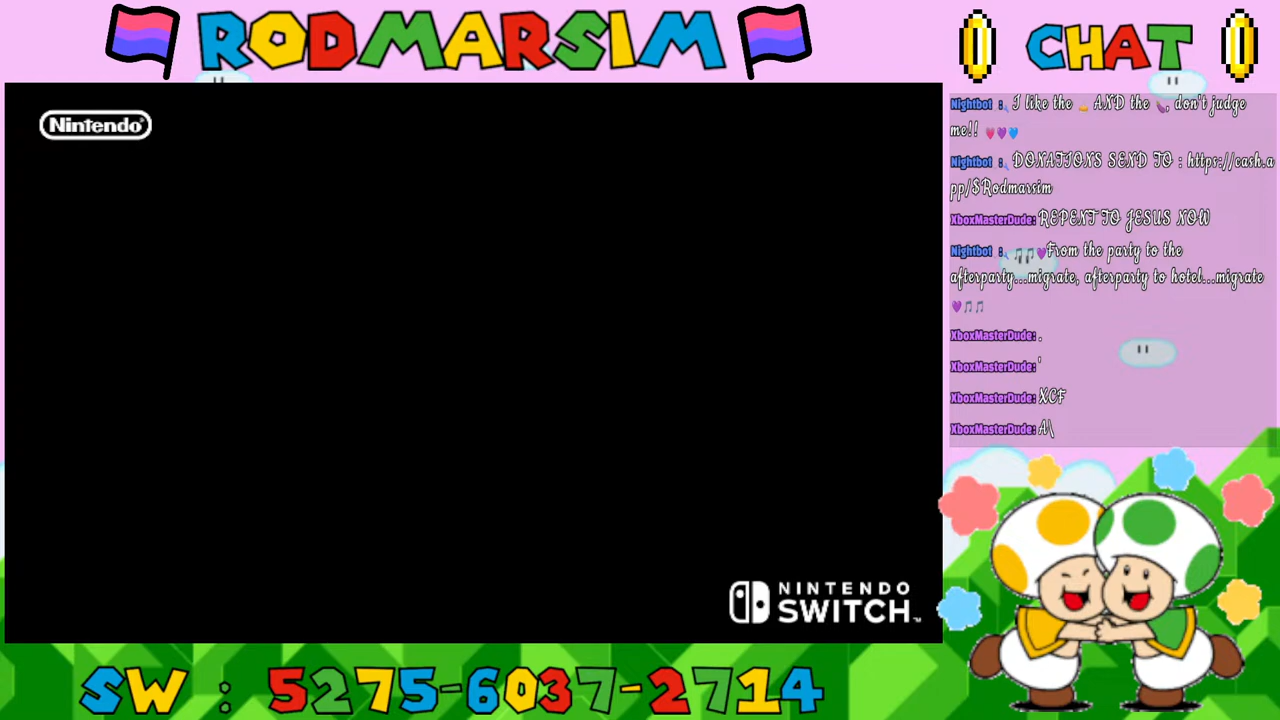 RODMARSIM
CHAT
Nintendo
Nightbot : I like the AND the , don't judge
me!!
Nightbot : DONATIONS SEND TO : https://cash.a
pp/$Rodmarsim
XboxMasterDude: REPENT TO JESUS NOW
Nightbot : From the party to the
afterparty...migrate, afterparty to hotel...migrate
XboxMasterDude: .
XboxMasterDude: '
XboxMasterDude: XCF
XboxMasterDude: A\
NINTENDO
SWITCH™
SW : 5275-6037-2714